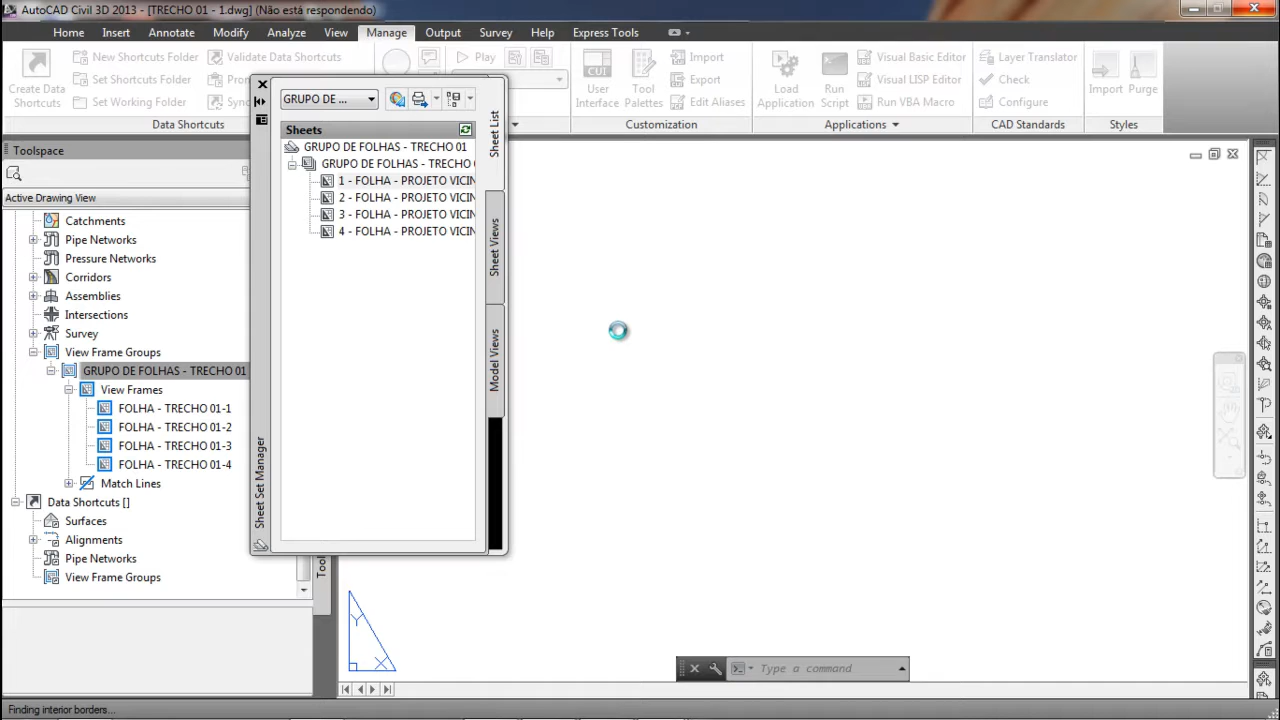 AutoCAD Civil 3D 2013 - [TRECHO 01 - 1.dwg] (Não está respondendo)
Home Insert Annotate Modify Analyze View Manage Output Survey Help Express Tools
Create Data Shortcuts
New Shortcuts Folder
Set Shortcuts Folder
Set Working Folder
Validate Data Shortcuts
Data Shortcuts
Play
User Interface
Tool Palettes
Import
Export
Edit Aliases
Customization
Load Application
Run Script
Visual Basic Editor
Visual LISP Editor
Run VBA Macro
Applications
Layer Translator
Check
Configure
CAD Standards
Import
Purge
Styles
Toolspace
Active Drawing View
Catchments
Pipe Networks
Pressure Networks
Corridors
Assemblies
Intersections
Survey
View Frame Groups
GRUPO DE FOLHAS - TRECHO 01
View Frames
FOLHA - TRECHO 01-1
FOLHA - TRECHO 01-2
FOLHA - TRECHO 01-3
FOLHA - TRECHO 01-4
Match Lines
Data Shortcuts []
Surfaces
Alignments
Pipe Networks
View Frame Groups
GRUPO DE ...
Sheets
GRUPO DE FOLHAS - TRECHO 01
GRUPO DE FOLHAS - TRECHO
1 - FOLHA - PROJETO VICIN
2 - FOLHA - PROJETO VICIN
3 - FOLHA - PROJETO VICIN
4 - FOLHA - PROJETO VICIN
Sheet List
Sheet Views
Model Views
Sheet Set Manager
Y
X
Type a command
Finding interior borders...